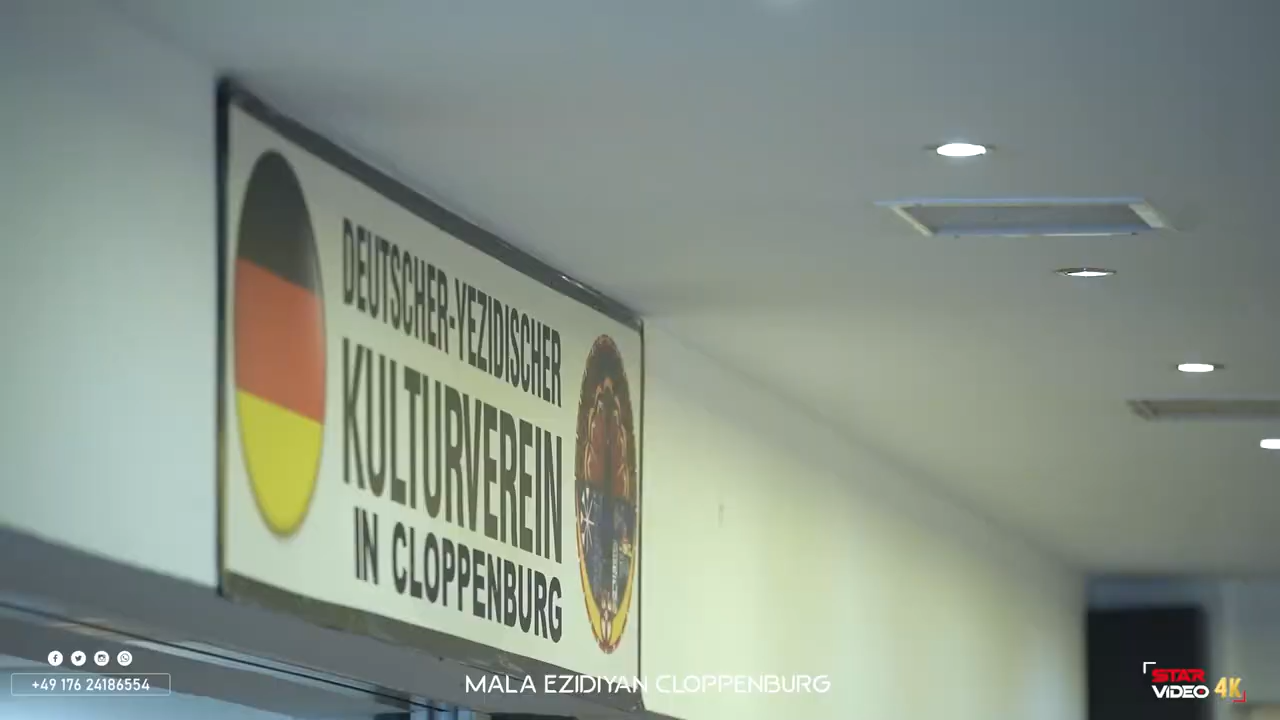 DEUTSCHER-YEZIDISCHER
KULTURVEREIN
IN CLOPPENBURG
+49 176 24186554
MALA EZIDIYAN CLOPPENBURG
STAR
VIDEO 4K